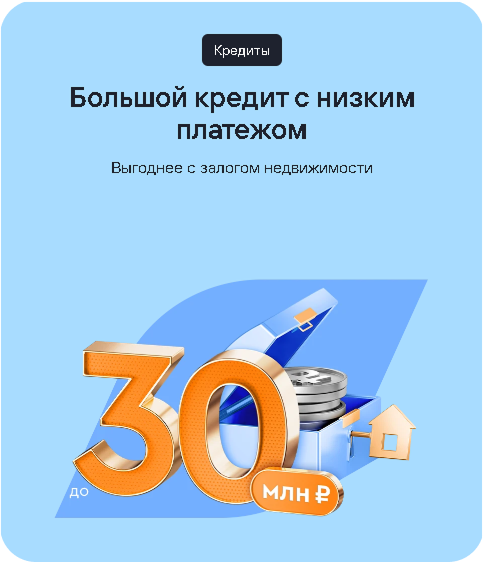 Кредиты
Большой кредит с низким
платежом
Выгоднее с залогом недвижимости
до
30
млн ₽